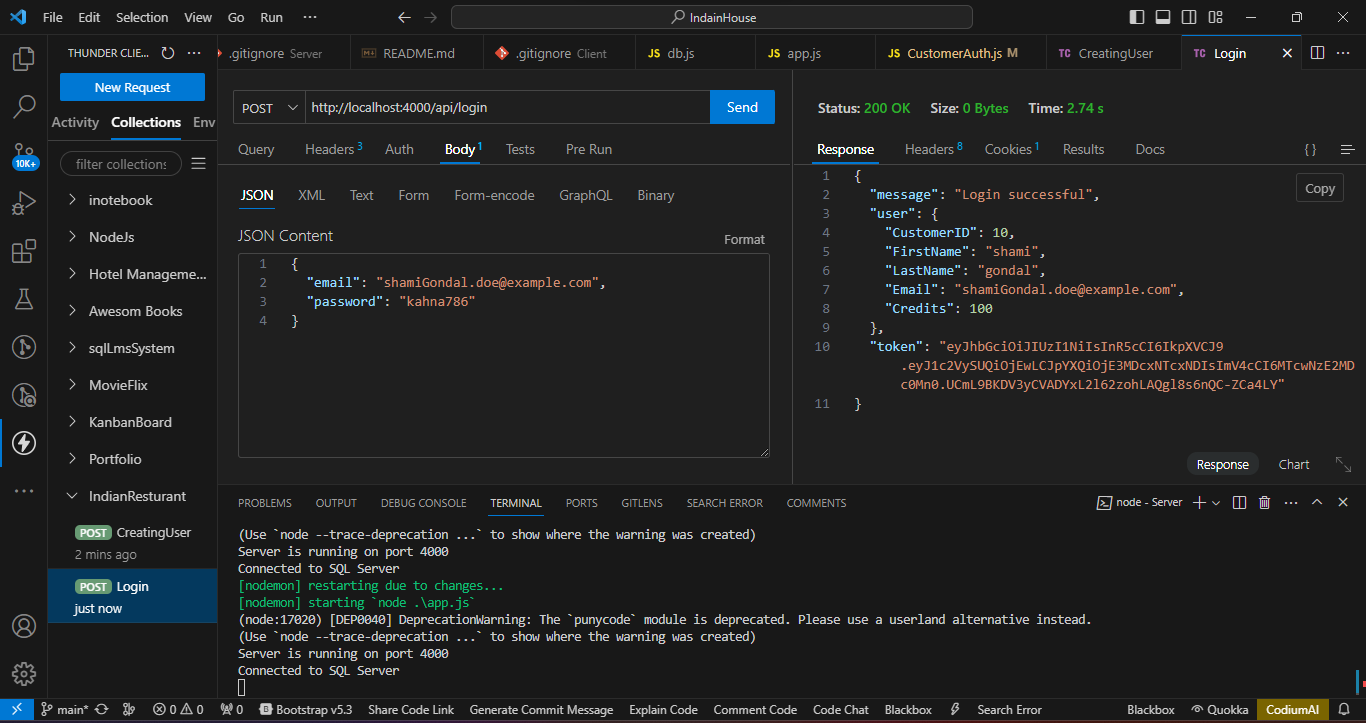 File Edit Selection View Go Run ··· IndainHouse
THUNDER CLIE... ···
.gitignore Server README.md .gitignore Client JS db.js JS app.js JS CustomerAuth.js M TC CreatingUser TC Login
New Request
Activity Collections Env
filter collections
inotebook
NodeJs
Hotel Manageme...
Awesom Books
sqlLmsSystem
MovieFlix
KanbanBoard
Portfolio
IndianResturant
POST CreatingUser
2 mins ago
POST Login
just now
10K+
POST http://localhost:4000/api/login Send
Query Headers 3 Auth Body 1 Tests Pre Run
JSON XML Text Form Form-encode GraphQL Binary
JSON Content Format
1 {
2 "email": "shamiGondal.doe@example.com",
3 "password": "kahna786"
4 }
Status: 200 OK Size: 0 Bytes Time: 2.74 s
Response Headers 8 Cookies 1 Results Docs { }
Copy
1 {
2 "message": "Login successful",
3 "user": {
4 "CustomerID": 10,
5 "FirstName": "shami",
6 "LastName": "gondal",
7 "Email": "shamiGondal.doe@example.com",
8 "Credits": 100
9 },
10 "token": "eyJhbGciOiJIUzI1NiIsInR5cCI6IkpXVCJ9
.eyJ1c2VySUQiOjEwLCJpYXQiOjE3MDcxNTcxNDIsImV4cCI6MTcwNzE2MD
c0Mn0.UCmL9BKDV3yCVADYxL2l62zohLAQgl8s6nQC-ZCa4LY"
11 }
Response Chart
PROBLEMS OUTPUT DEBUG CONSOLE TERMINAL PORTS GITLENS SEARCH ERROR COMMENTS node - Server
(Use `node --trace-deprecation ...` to show where the warning was created)
Server is running on port 4000
Connected to SQL Server
[nodemon] restarting due to changes...
[nodemon] starting `node .\app.js`
(node:17020) [DEP0040] DeprecationWarning: The `punycode` module is deprecated. Please use a userland alternative instead.
(Use `node --trace-deprecation ...` to show where the warning was created)
Server is running on port 4000
Connected to SQL Server
main* 0 0 0 Bootstrap v5.3 Share Code Link Generate Commit Message Explain Code Comment Code Code Chat Blackbox Search Error Blackbox Quokka CodiumAI